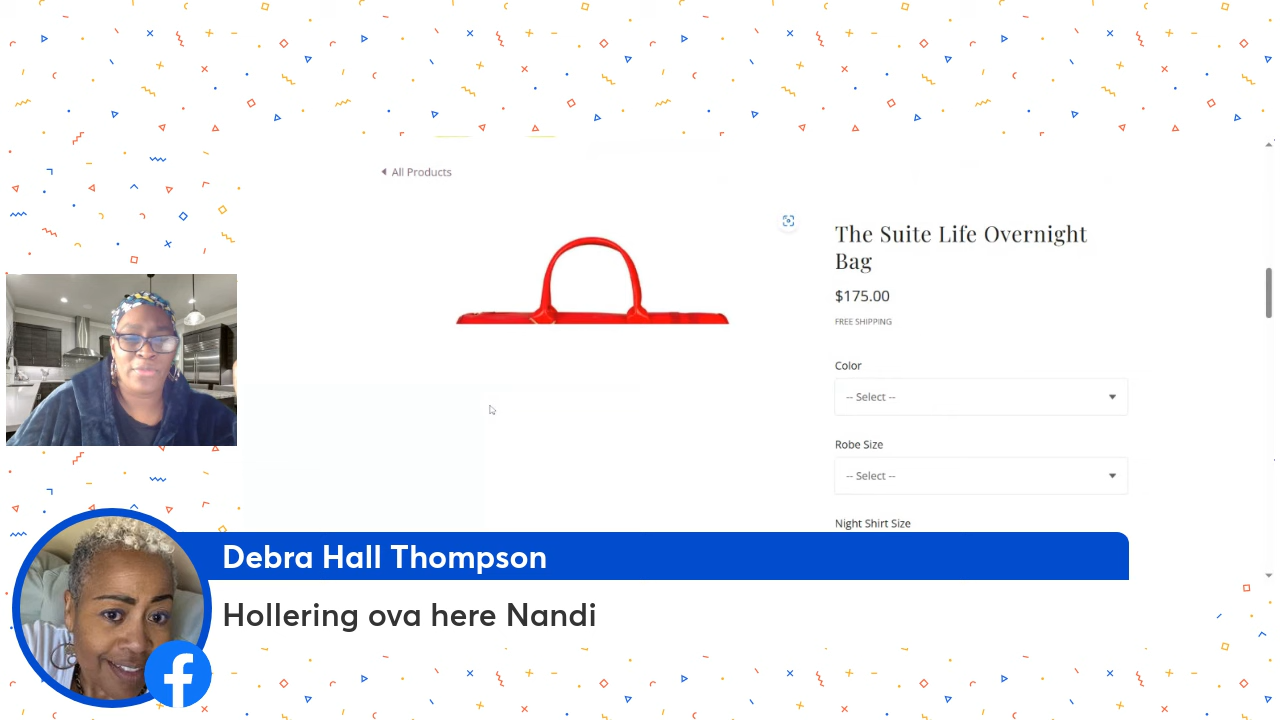 All Products
The Suite Life Overnight
Bag
$175.00
FREE SHIPPING
Color
-- Select --
Robe Size
-- Select --
Night Shirt Size
Debra Hall Thompson
Hollering ova here Nandi